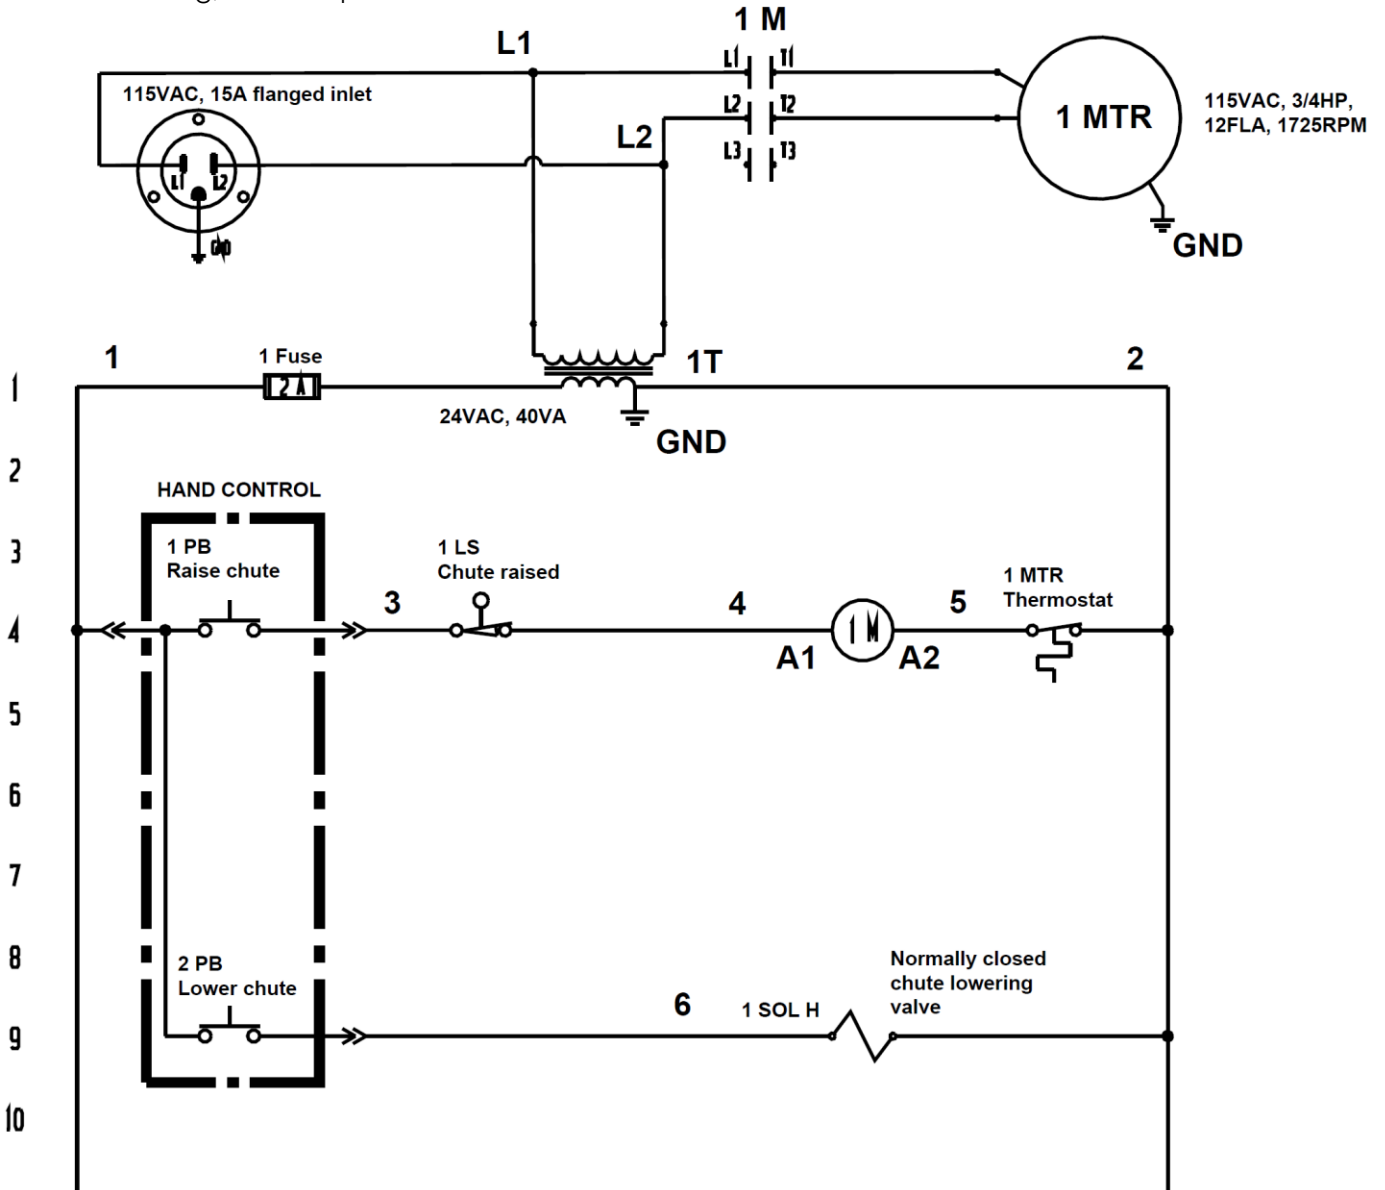 1 M
L1
L1
T1
115VAC, 15A flanged inlet
L2
L2
T2
1 MTR
115VAC, 3/4HP,
12FLA, 1725RPM
L3
T3
L1
L2
GND
GND
1
1 Fuse
1T
2
1
2 A
24VAC, 40VA
GND
2
HAND CONTROL
3
1 PB
Raise chute
1 LS
Chute raised
1 MTR
Thermostat
3
4
5
4
1 M
A1
A2
5
6
7
8
2 PB
Lower chute
Normally closed
chute lowering
valve
6
1 SOL H
9
10